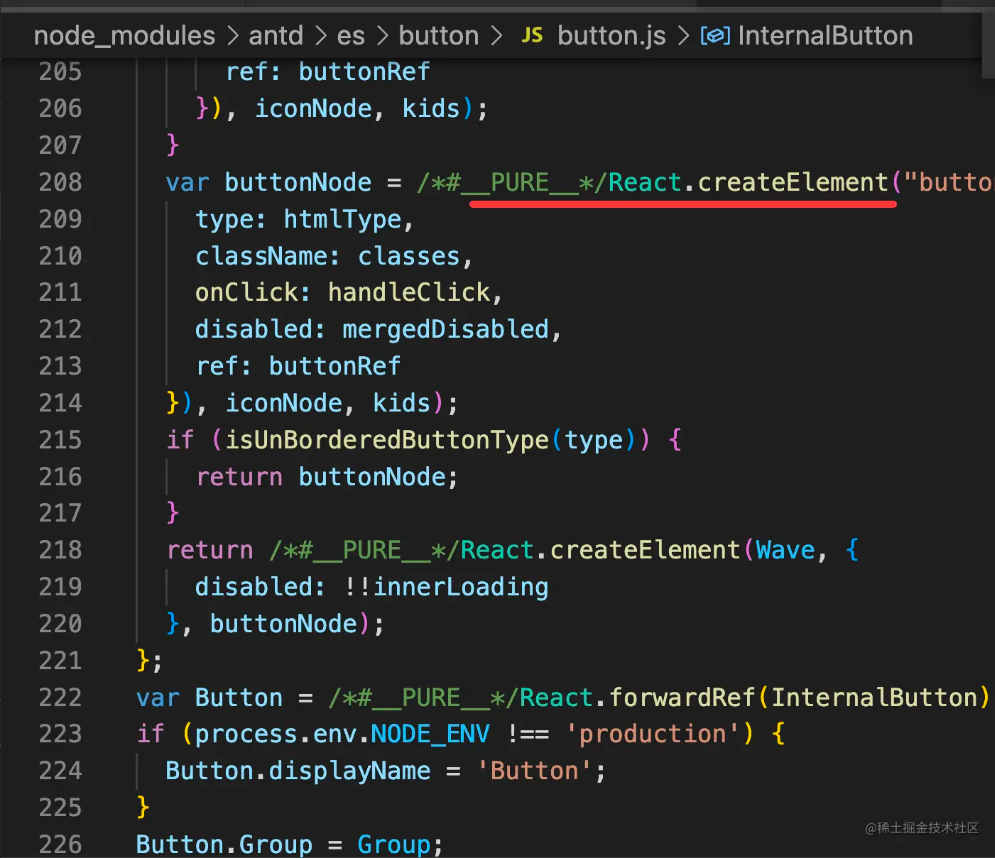 node_modules > antd > es > button > JS button.js > InternalButton
205 ref: buttonRef
206 }), iconNode, kids);
207 }
208 var buttonNode = /*#__PURE__*/React.createElement("butto
209 type: htmlType,
210 className: classes,
211 onClick: handleClick,
212 disabled: mergedDisabled,
213 ref: buttonRef
214 }), iconNode, kids);
215 if (isUnBorderedButtonType(type)) {
216 return buttonNode;
217 }
218 return /*#__PURE__*/React.createElement(Wave, {
219 disabled: !!innerLoading
220 }, buttonNode);
221 };
222 var Button = /*#__PURE__*/React.forwardRef(InternalButton)
223 if (process.env.NODE_ENV !== 'production') {
224 Button.displayName = 'Button';
225 }
226 Button.Group = Group;
@稀土掘金技术社区